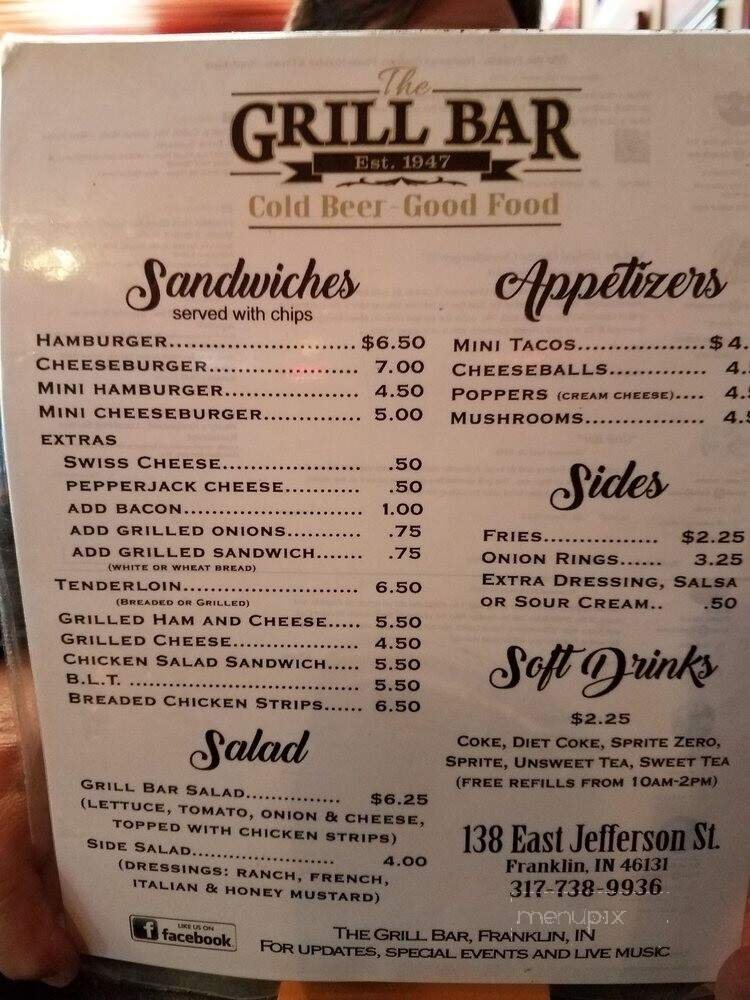 The
GRILL BAR
Est. 1947
Cold Beer-Good Food
Sandwiches
served with chips
HAMBURGER........................... $6.50
CHEESEBURGER...................... 7.00
MINI HAMBURGER.................... 4.50
MINI CHEESEBURGER.............. 5.00
EXTRAS
SWISS CHEESE..................... .50
PEPPERJACK CHEESE........... .50
ADD BACON........................... 1.00
ADD GRILLED ONIONS........... .75
ADD GRILLED SANDWICH....... .75
(WHITE OR WHEAT BREAD)
TENDERLOIN........................... 6.50
(BREADED OR GRILLED)
GRILLED HAM AND CHEESE..... 5.50
GRILLED CHEESE................... 4.50
CHICKEN SALAD SANDWICH..... 5.50
B.L.T. ................................... 5.50
BREADED CHICKEN STRIPS...... 6.50
Salad
GRILL BAR SALAD............... $6.25
(LETTUCE, TOMATO, ONION & CHEESE,
TOPPED WITH CHICKEN STRIPS)
SIDE SALAD...................... 4.00
(DRESSINGS: RANCH, FRENCH,
ITALIAN & HONEY MUSTARD)
Appetizers
MINI TACOS.................. $4.
CHEESEBALLS.............. 4.
POPPERS (CREAM CHEESE).... 4.
MUSHROOMS................. 4.5
Sides
FRIES................. $2.25
ONION RINGS...... 3.25
EXTRA DRESSING, SALSA
OR SOUR CREAM.. .50
Soft Drinks
$2.25
COKE, DIET COKE, SPRITE ZERO,
SPRITE, UNSWEET TEA, SWEET TEA
(FREE REFILLS FROM 10AM-2PM)
138 East Jefferson St.
Franklin, IN 46131
317-738-9936
menupix
LIKE US ON
facebook
THE GRILL BAR, FRANKLIN, IN
FOR UPDATES, SPECIAL EVENTS AND LIVE MUSIC